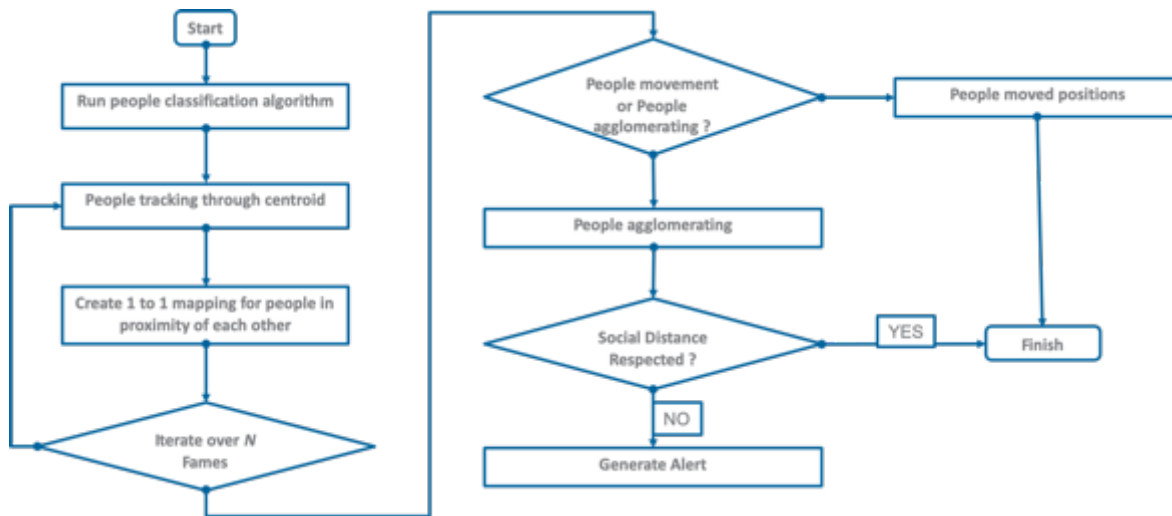 Start
Run people classification algorithm
People tracking through centroid
Create 1 to 1 mapping for people in
proximity of each other
Iterate over N
Fames
People movement
or People
agglomerating ?
People moved positions
People agglomerating
Social Distance
Respected ?
YES
Finish
NO
Generate Alert